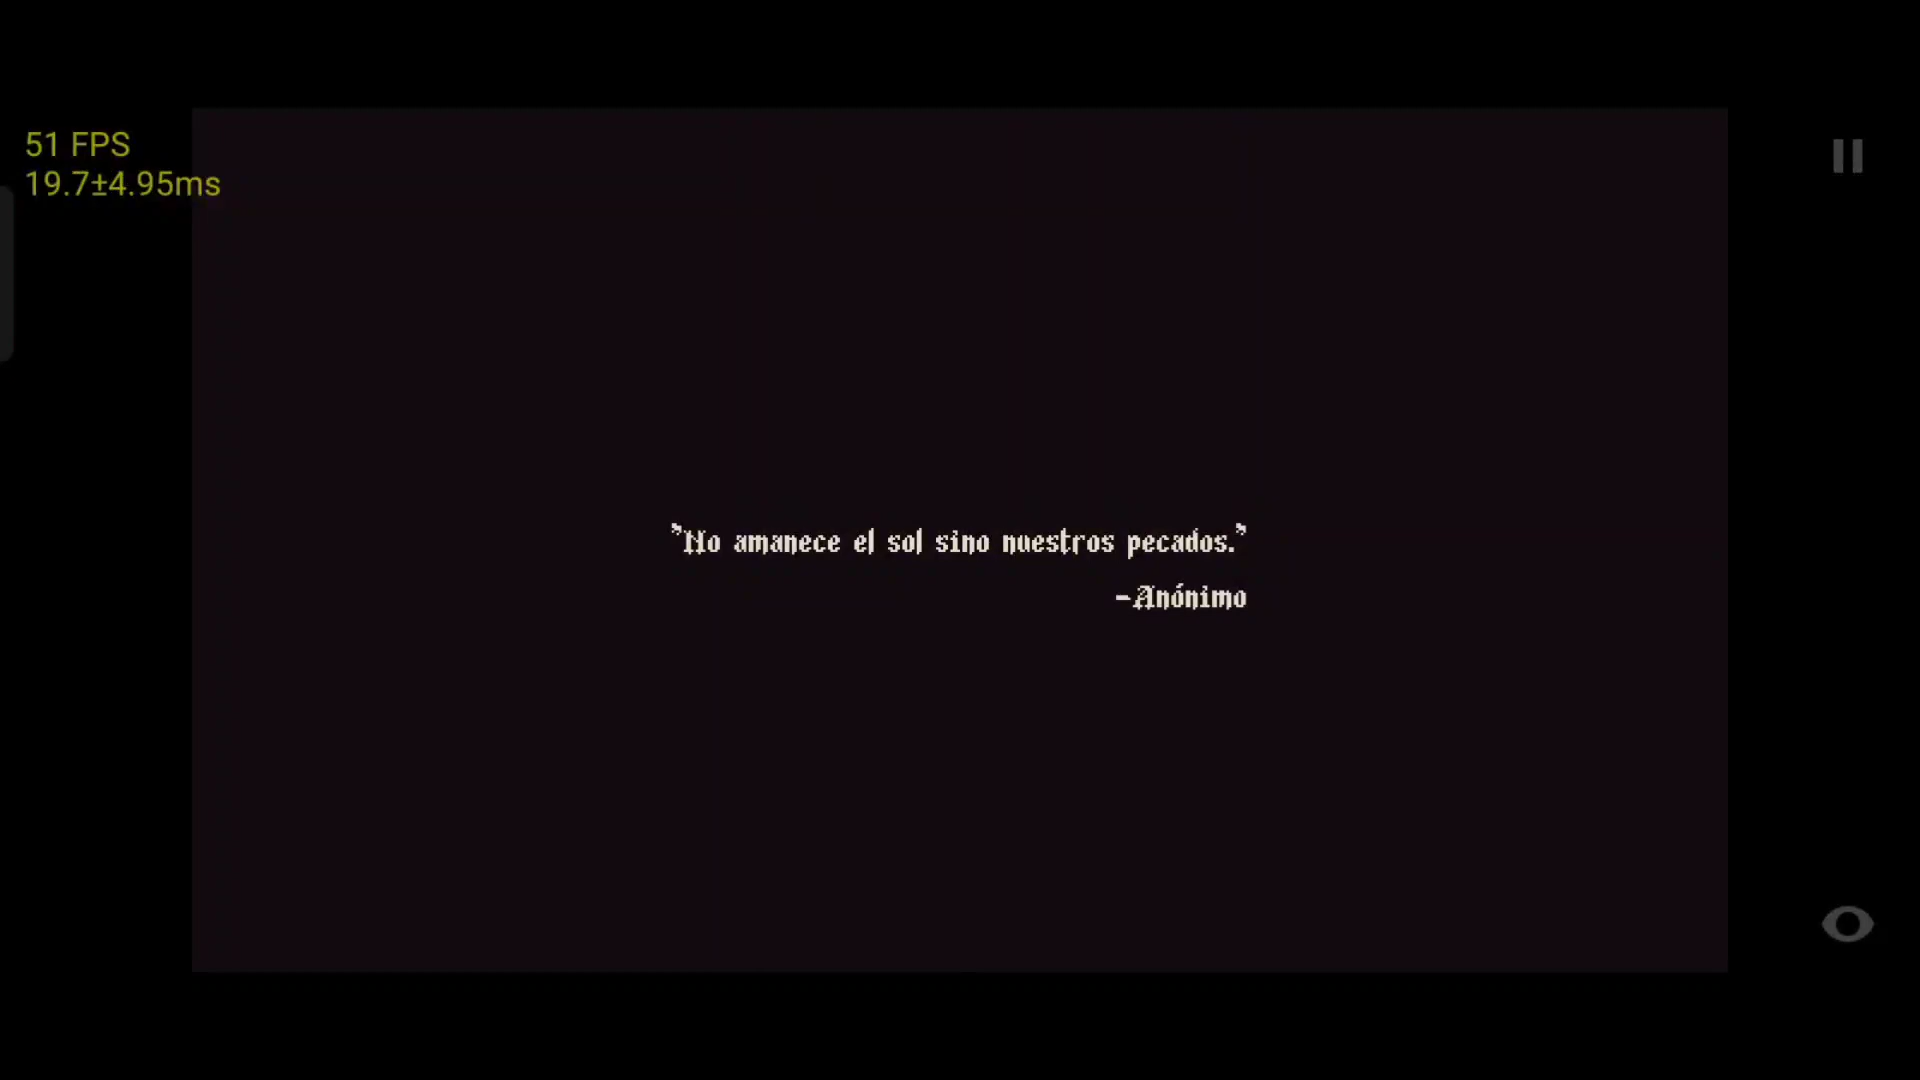 51 FPS
19.7±4.95ms
"No amanece el sol sino nuestros pecados."
-Anónimo